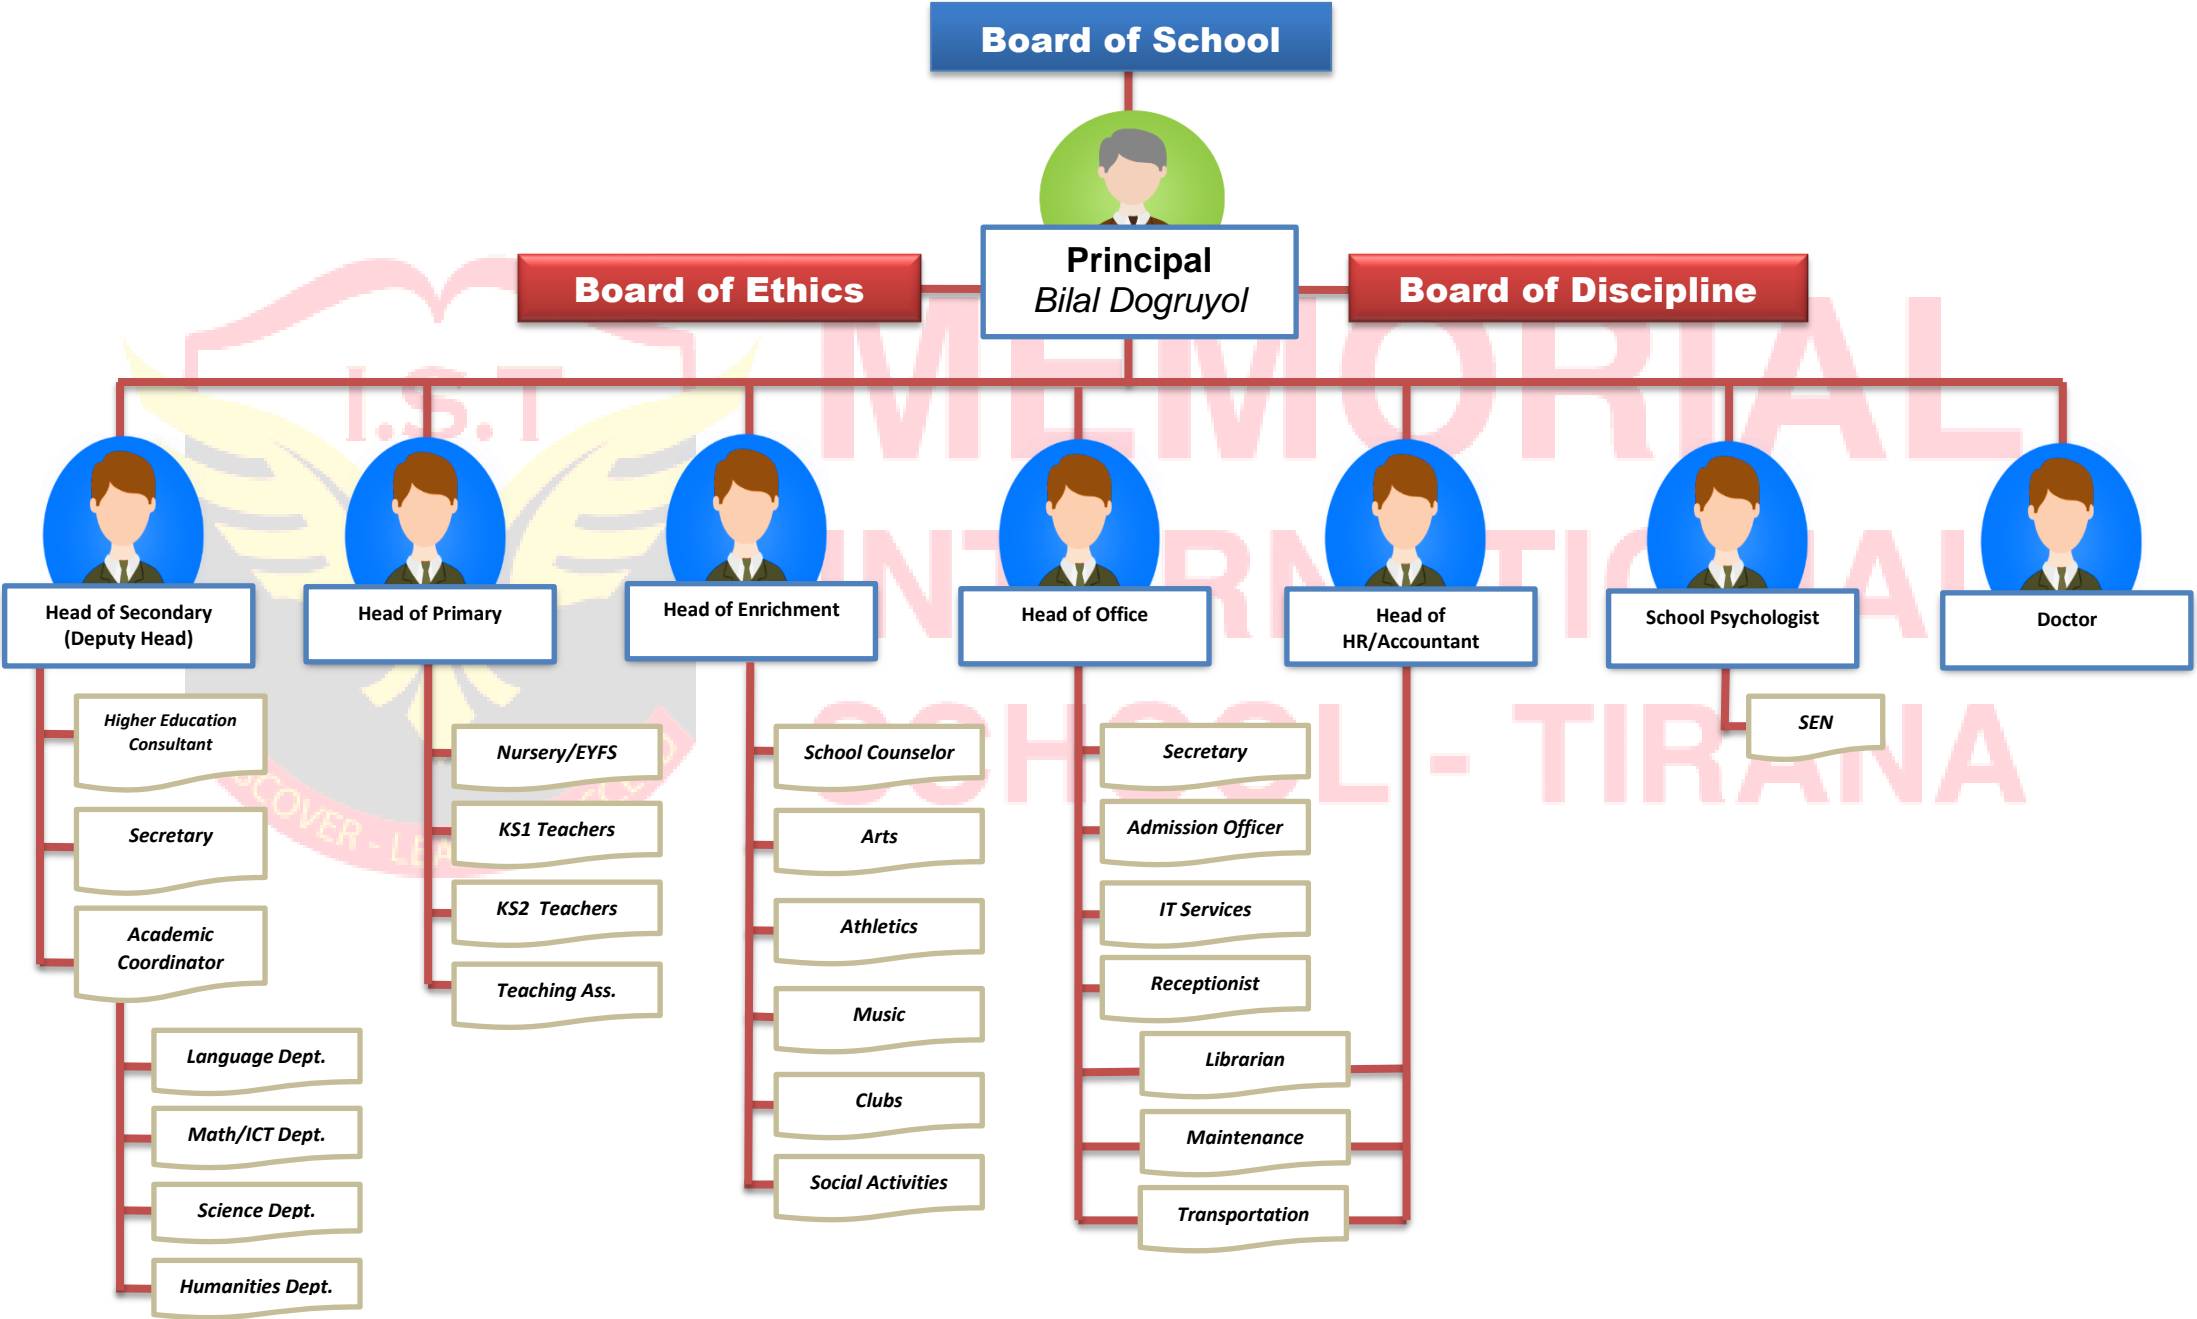 Board of School
Principal
Bilal Dogruyol
Board of Ethics
Board of Discipline
I.S.T
MEMORIAL
INTERNATIONAL
SCHOOL - TIRANA
Head of Secondary
(Deputy Head)
Head of Primary
Head of Enrichment
Head of Office
Head of
HR/Accountant
School Psychologist
Doctor
Higher Education
Consultant
Secretary
Academic
Coordinator
Language Dept.
Math/ICT Dept.
Science Dept.
Humanities Dept.
Nursery/EYFS
KS1 Teachers
KS2 Teachers
Teaching Ass.
School Counselor
Arts
Athletics
Music
Clubs
Social Activities
Secretary
Admission Officer
IT Services
Receptionist
Librarian
Maintenance
Transportation
SEN